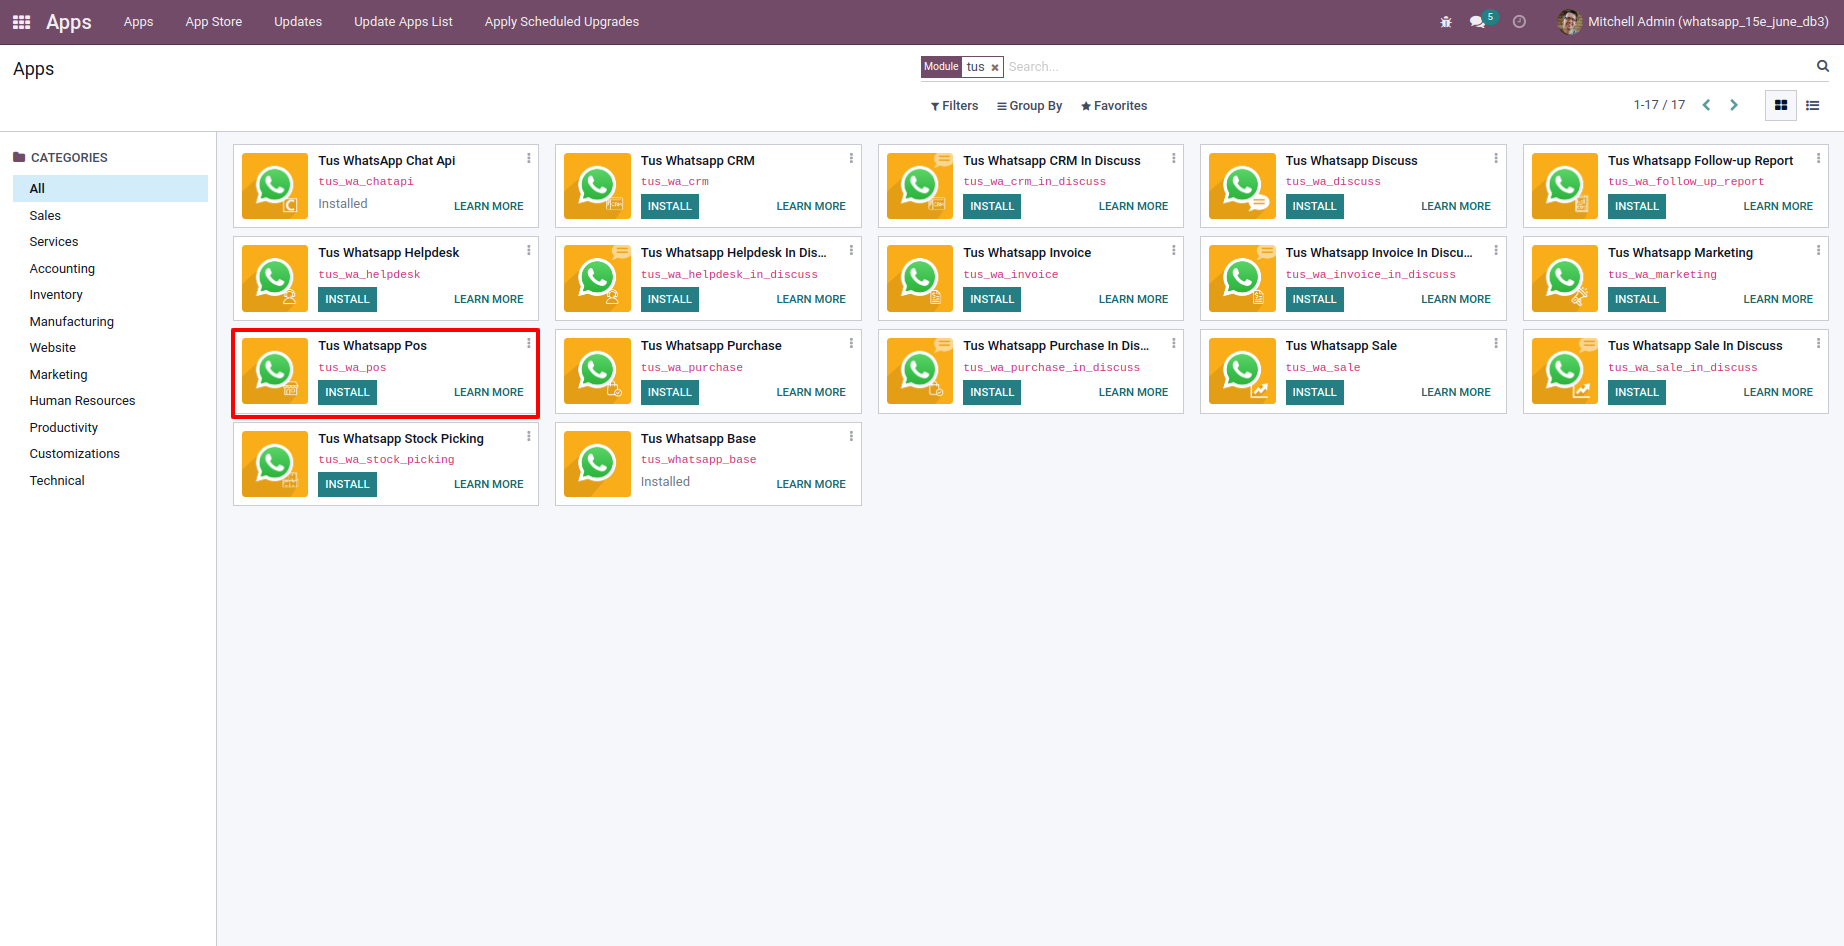 Apps Apps App Store Updates Update Apps List Apply Scheduled Upgrades 5 Mitchell Admin (whatsapp_15e_june_db3)
Apps
Module tus × Search...
Filters Group By Favorites 1-17 / 17
CATEGORIES
All
Sales
Services
Accounting
Inventory
Manufacturing
Website
Marketing
Human Resources
Productivity
Customizations
Technical
Tus WhatsApp Chat Api
tus_wa_chatapi
Installed LEARN MORE
Tus Whatsapp CRM
tus_wa_crm
INSTALL LEARN MORE
Tus Whatsapp CRM In Discuss
tus_wa_crm_in_discuss
INSTALL LEARN MORE
Tus Whatsapp Discuss
tus_wa_discuss
INSTALL LEARN MORE
Tus Whatsapp Follow-up Report
tus_wa_follow_up_report
INSTALL LEARN MORE
Tus Whatsapp Helpdesk
tus_wa_helpdesk
INSTALL LEARN MORE
Tus Whatsapp Helpdesk In Dis...
tus_wa_helpdesk_in_discuss
INSTALL LEARN MORE
Tus Whatsapp Invoice
tus_wa_invoice
INSTALL LEARN MORE
Tus Whatsapp Invoice In Discu...
tus_wa_invoice_in_discuss
INSTALL LEARN MORE
Tus Whatsapp Marketing
tus_wa_marketing
INSTALL LEARN MORE
Tus Whatsapp Pos
tus_wa_pos
INSTALL LEARN MORE
Tus Whatsapp Purchase
tus_wa_purchase
INSTALL LEARN MORE
Tus Whatsapp Purchase In Dis...
tus_wa_purchase_in_discuss
INSTALL LEARN MORE
Tus Whatsapp Sale
tus_wa_sale
INSTALL LEARN MORE
Tus Whatsapp Sale In Discuss
tus_wa_sale_in_discuss
INSTALL LEARN MORE
Tus Whatsapp Stock Picking
tus_wa_stock_picking
INSTALL LEARN MORE
Tus Whatsapp Base
tus_whatsapp_base
Installed LEARN MORE